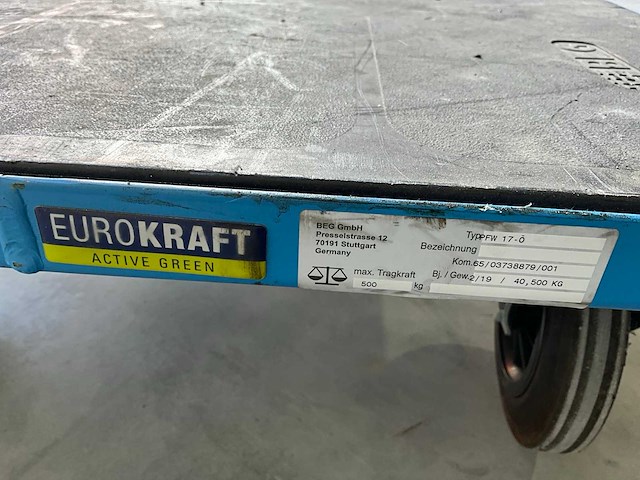 EUROKRAFT
ACTIVE GREEN
BEG GmbH
Presselstrasse 12
70191 Stuttgart
Germany
max. Tragkraft
500 kg
Typ PFW 17-Ö
Bezeichnung
Kom. 65/03738879/001
Bj. / Gew. 2/19 / 40,500 KG